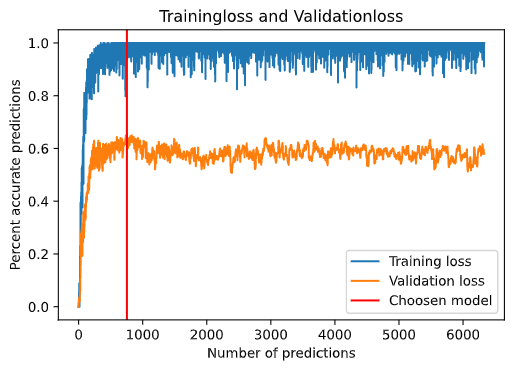 Trainingloss and Validationloss
Percent accurate predictions
1.0
0.8
0.6
0.4
0.2
0.0
0
1000
2000
3000
4000
5000
6000
Number of predictions
Training loss
Validation loss
Choosen model